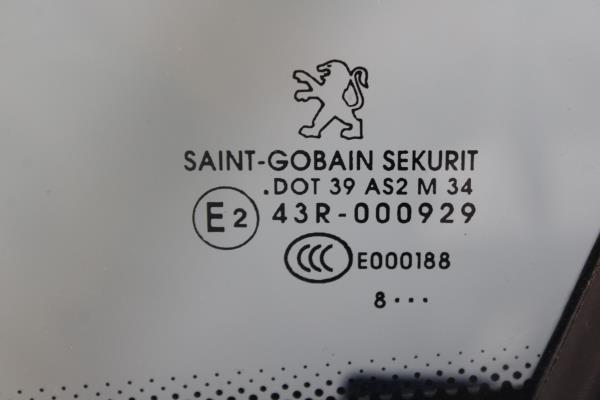 SAINT-GOBAIN SEKURIT
.DOT 39 AS2 M 34
E2 43R-000929
CCC E000188
8...